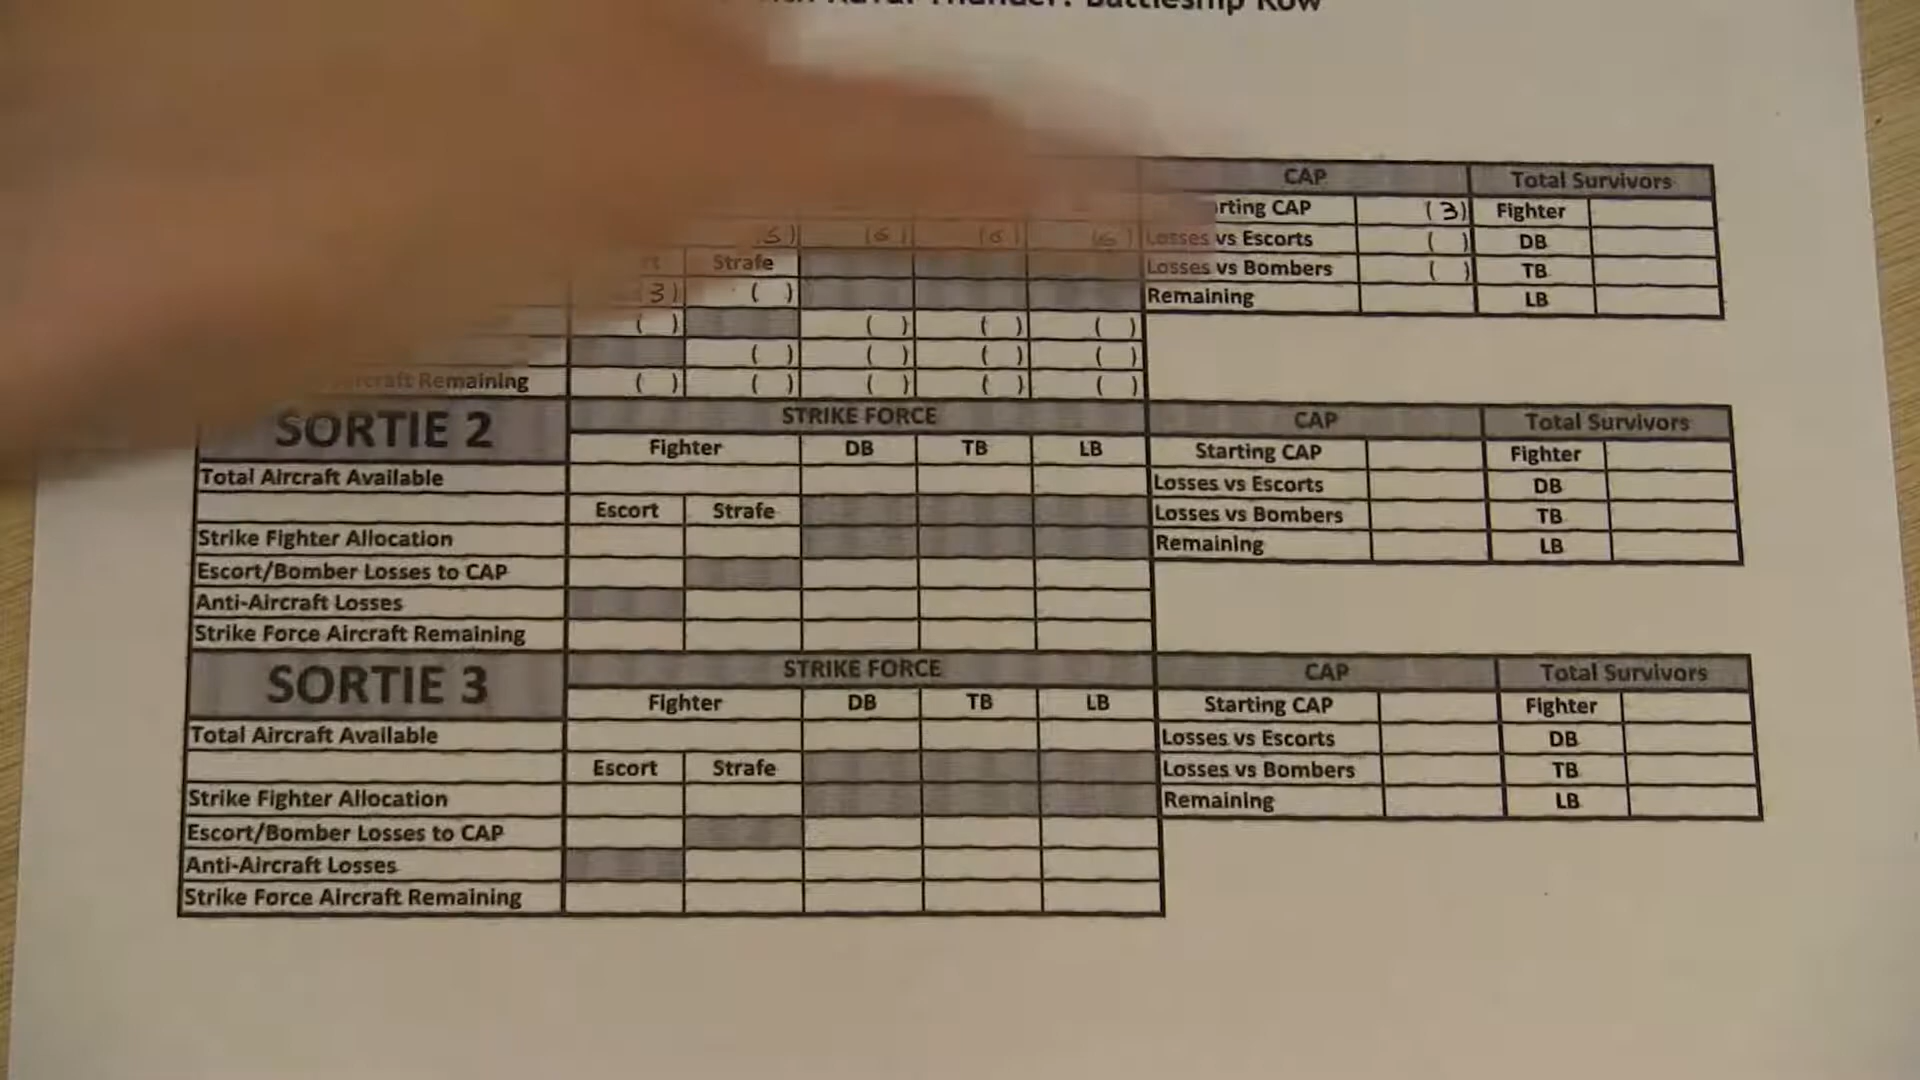 Battleship Row
CAP Total Survivors
rting CAP (3) Fighter
(6) (6) (6) Losses vs Escorts ( ) DB
Strafe Losses vs Bombers ( ) TB
3) ( ) Remaining LB
( ) ( ) ( ) ( )
( ) ( ) ( ) ( )
Aircraft Remaining ( ) ( ) ( ) ( ) ( )
SORTIE 2 STRIKE FORCE CAP Total Survivors
Fighter DB TB LB Starting CAP Fighter
Total Aircraft Available Losses vs Escorts DB
Escort Strafe Losses vs Bombers TB
Strike Fighter Allocation Remaining LB
Escort/Bomber Losses to CAP
Anti-Aircraft Losses
Strike Force Aircraft Remaining
SORTIE 3 STRIKE FORCE CAP Total Survivors
Fighter DB TB LB Starting CAP Fighter
Total Aircraft Available Losses vs Escorts DB
Escort Strafe Losses vs Bombers TB
Strike Fighter Allocation Remaining LB
Escort/Bomber Losses to CAP
Anti-Aircraft Losses
Strike Force Aircraft Remaining